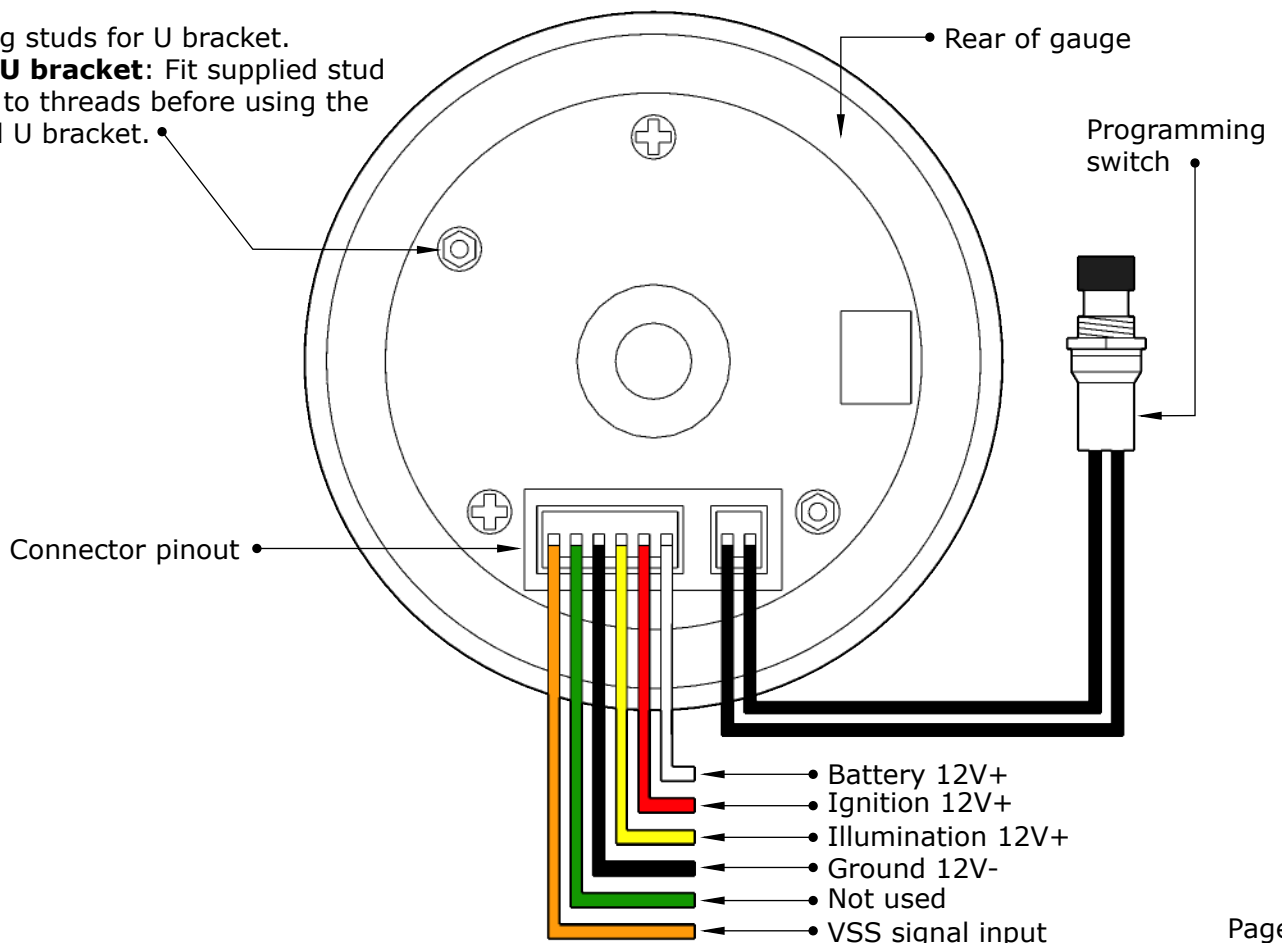 g studs for U bracket.
U bracket: Fit supplied stud
to threads before using the
U bracket.
Rear of gauge
Programming
switch
Connector pinout
Battery 12V+
Ignition 12V+
Illumination 12V+
Ground 12V-
Not used
VSS signal input
Page